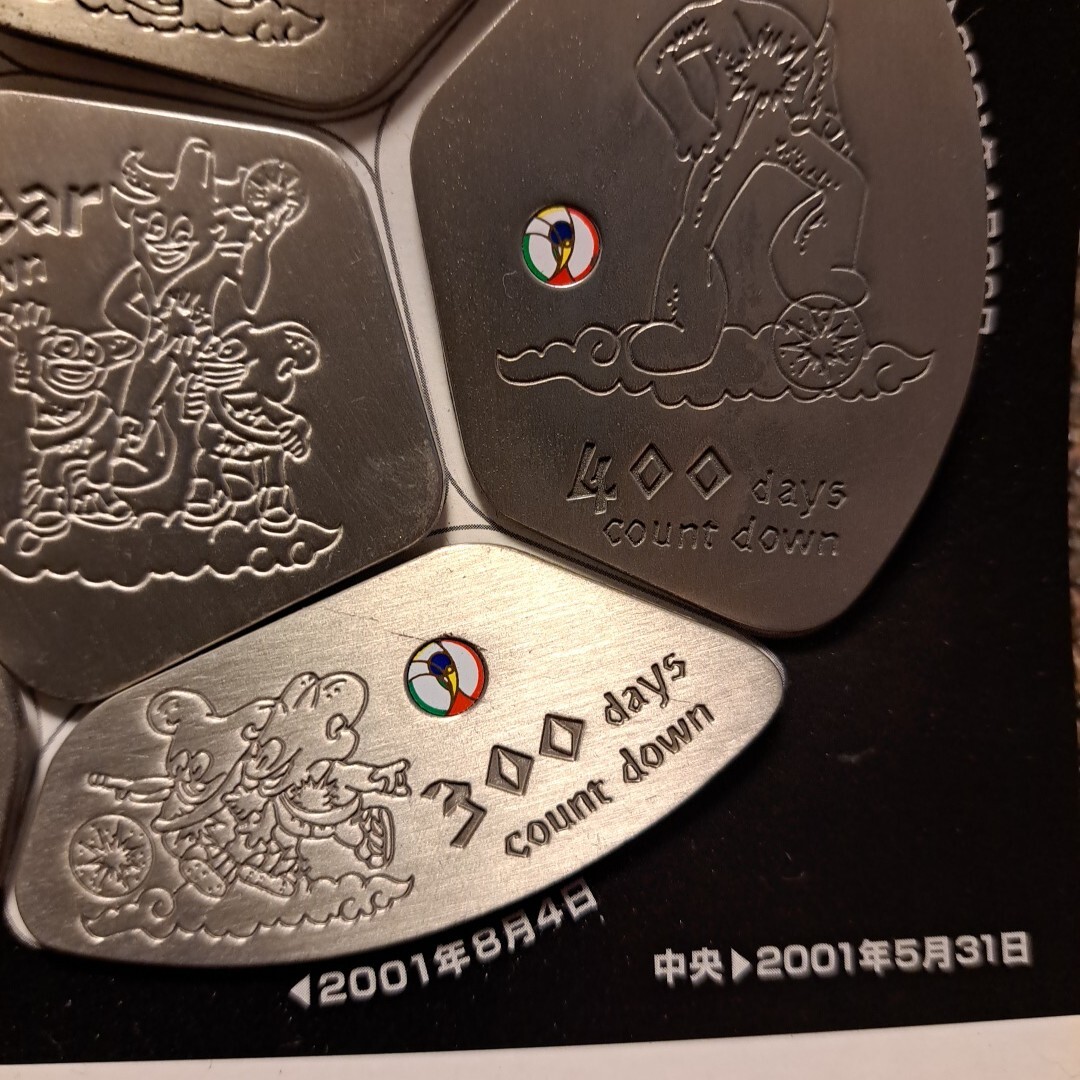 ear
wn
400 days
count down
300 days
count down
◀2001年8月4日
中央▶2001年5月31日